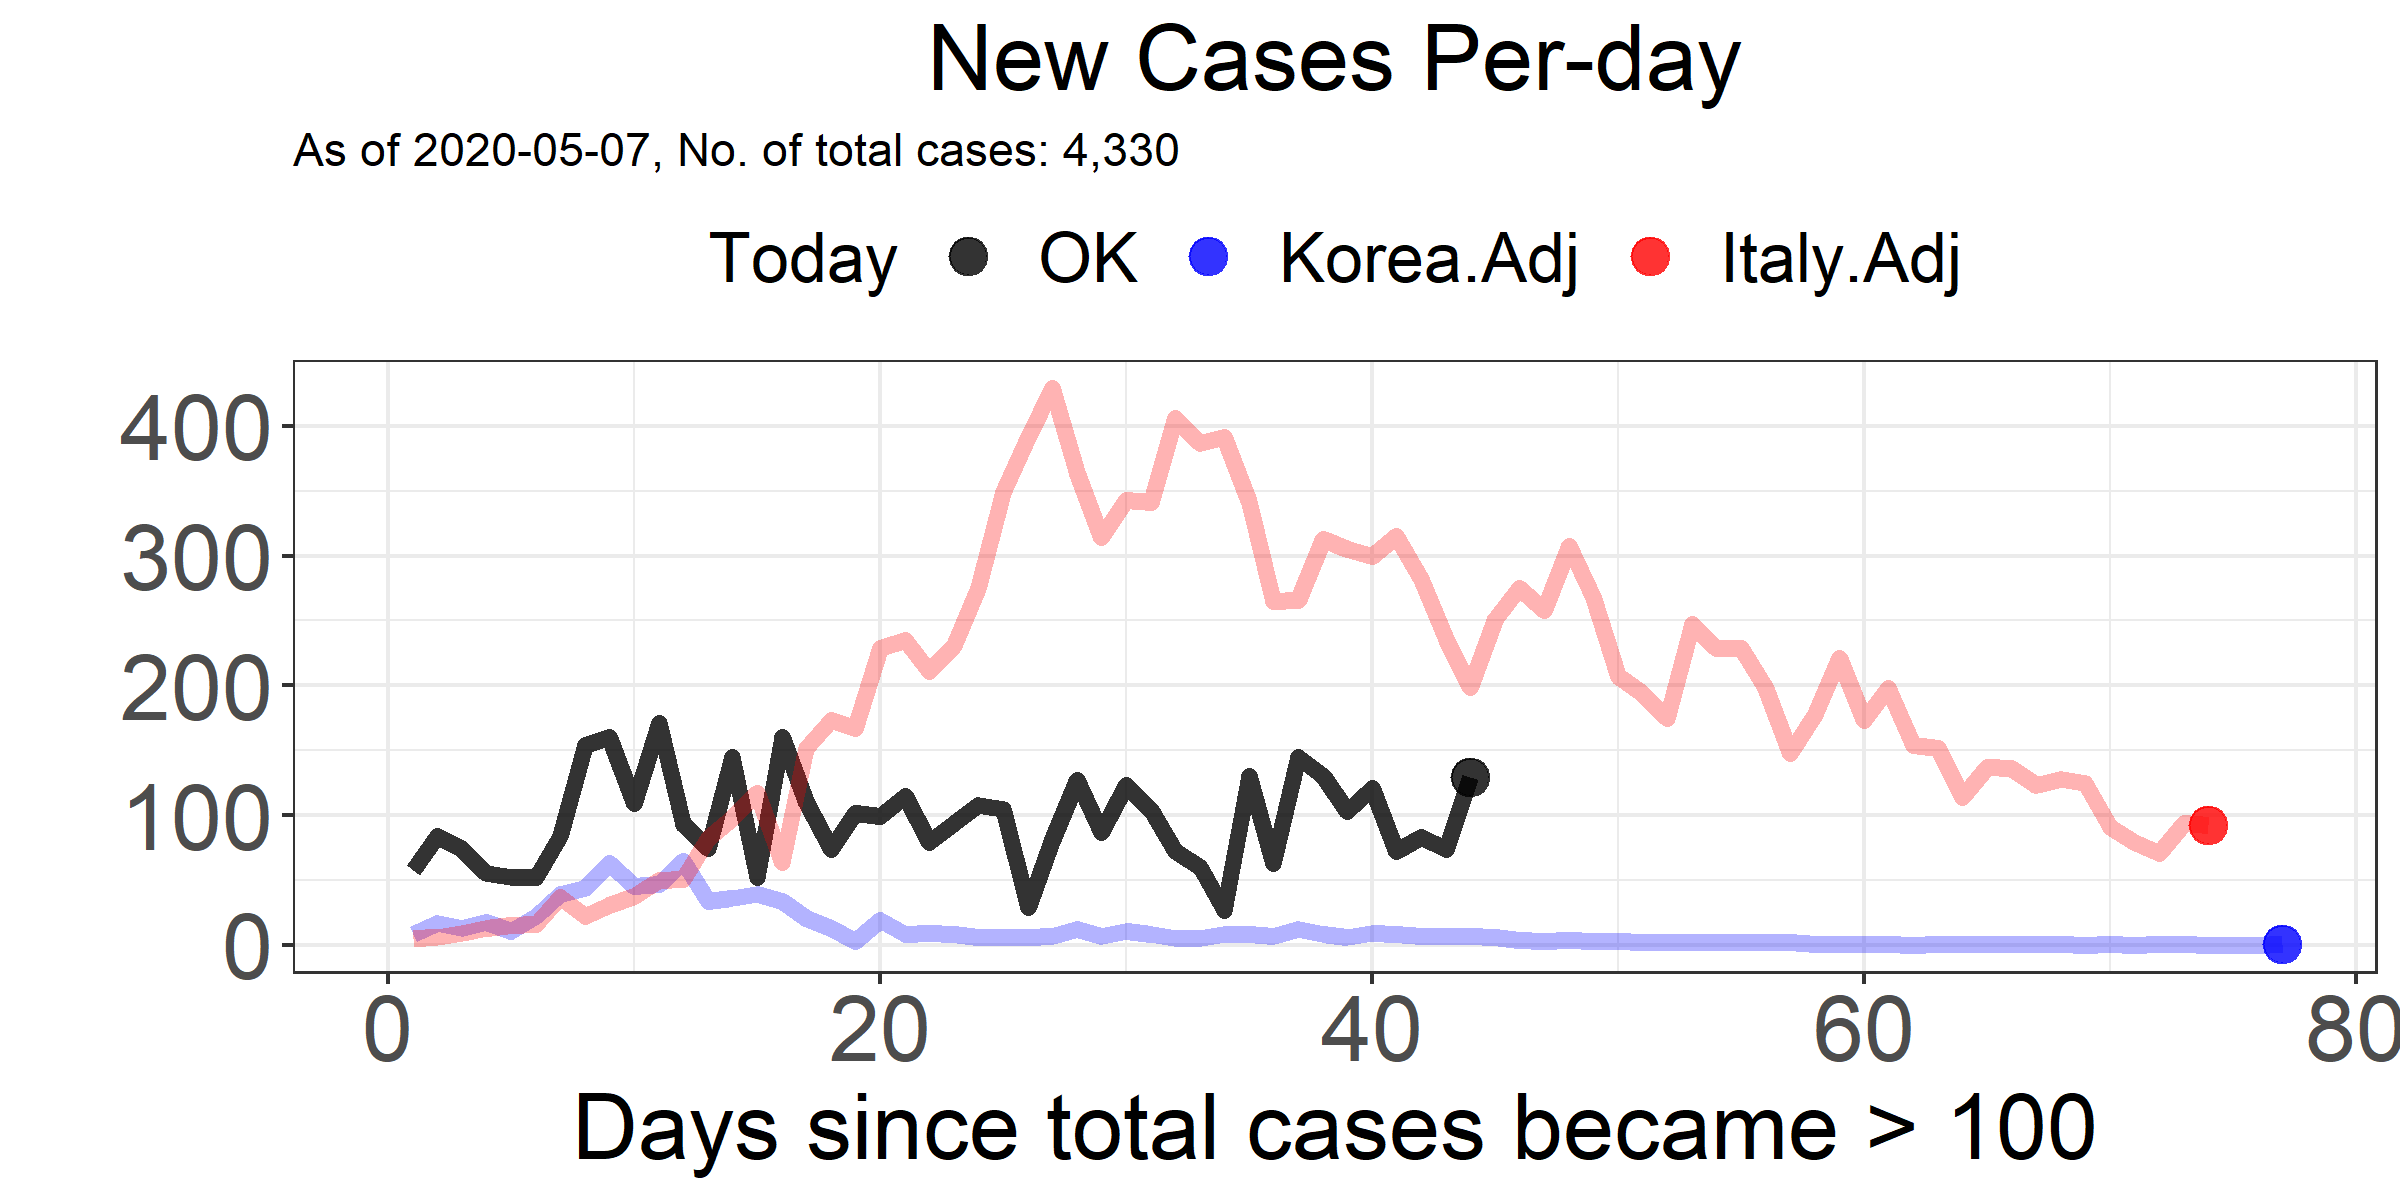 New Cases Per-day
As of 2020-05-07, No. of total cases: 4,330
Today OK Korea.Adj Italy.Adj
400
300
200
100
0
0 20 40 60 80
Days since total cases became > 100